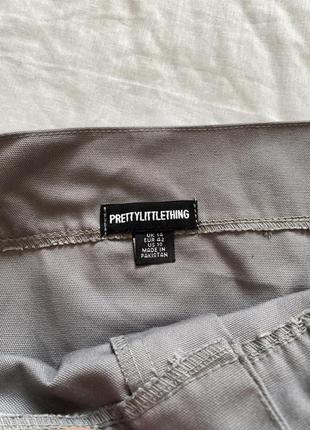 PRETTYLITTLETHING
UK 14
EUR 42
US 10
MADE IN
PAKISTAN